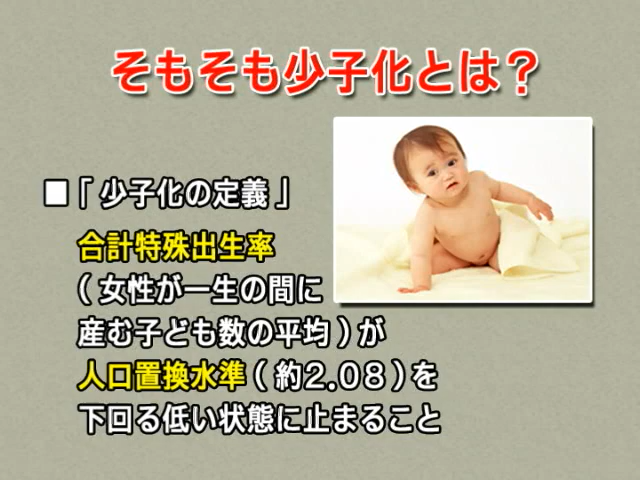 そもそも少子化とは？
■「少子化の定義」
合計特殊出生率
(女性が一生の間に
産む子ども数の平均)が
人口置換水準(約2.08)を
下回る低い状態に止まること